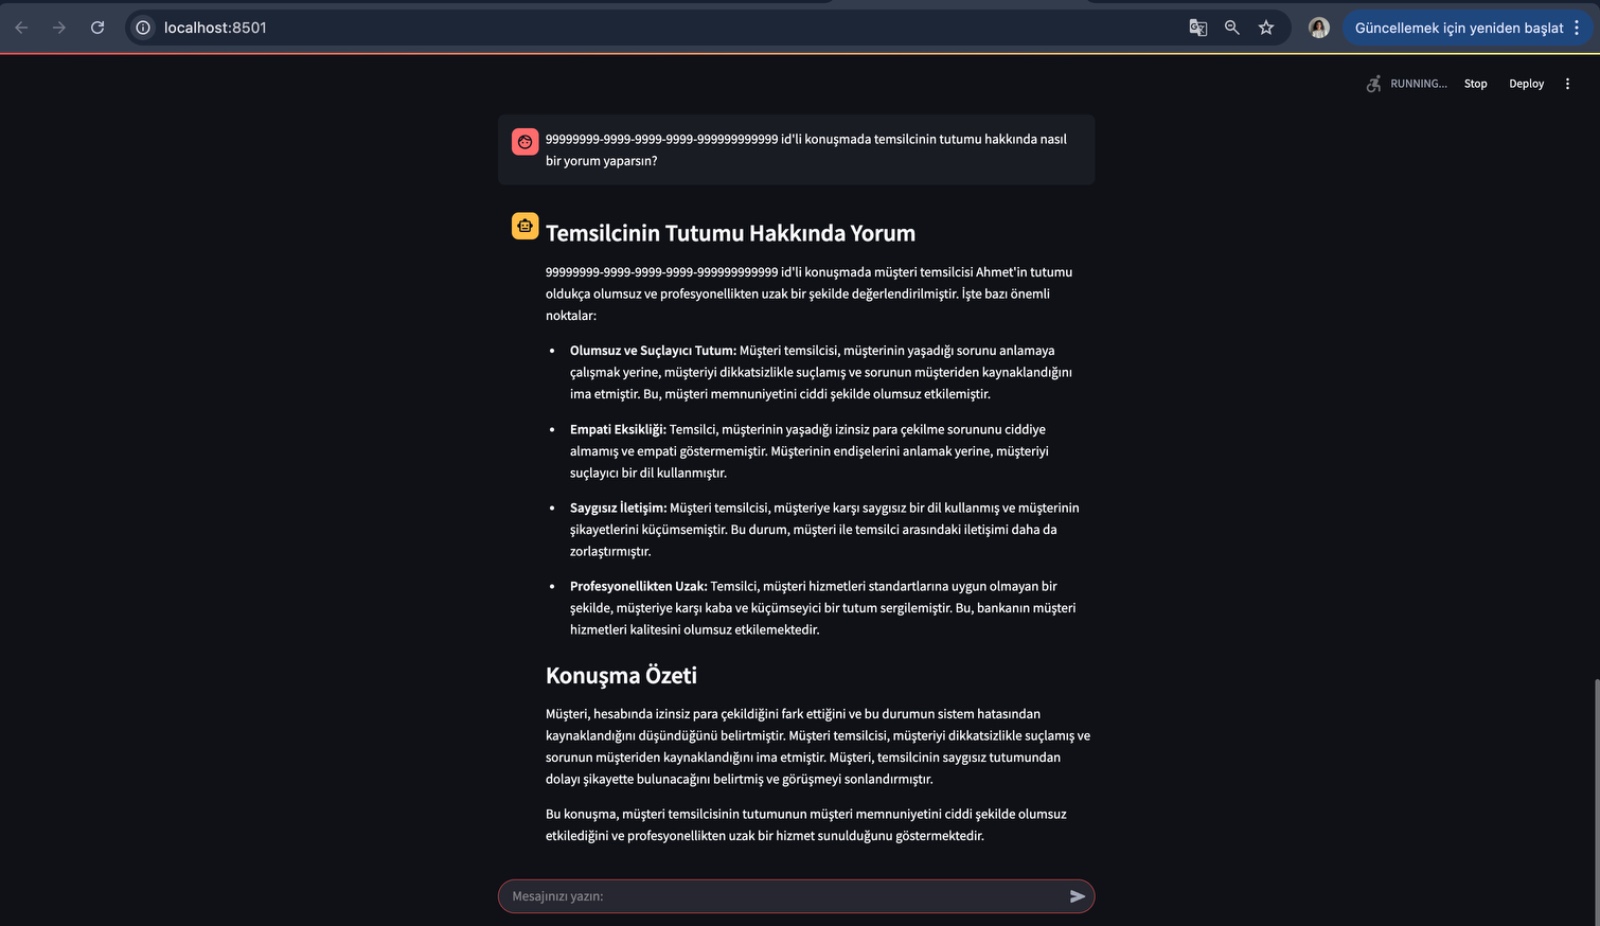 localhost:8501
Güncellemek için yeniden başlat
RUNNING...
Stop
Deploy
99999999-9999-9999-9999-999999999999 id'li konuşmada temsilcinin tutumu hakkında nasıl
bir yorum yaparsın?
Temsilcinin Tutumu Hakkında Yorum
99999999-9999-9999-9999-999999999999 id'li konuşmada müşteri temsilcisi Ahmet'in tutumu
oldukça olumsuz ve profesyonellikten uzak bir şekilde değerlendirilmiştir. İşte bazı önemli
noktalar:
• Olumsuz ve Suçlayıcı Tutum: Müşteri temsilcisi, müşterinin yaşadığı sorunu anlamaya
çalışmak yerine, müşteriyi dikkatsizlikle suçlamış ve sorunun müşteriden kaynaklandığını
ima etmiştir. Bu, müşteri memnuniyetini ciddi şekilde olumsuz etkilemiştir.
• Empati Eksikliği: Temsilci, müşterinin yaşadığı izinsiz para çekilme sorununu ciddiye
almamış ve empati göstermemiştir. Müşterinin endişelerini anlamak yerine, müşteriyi
suçlayıcı bir dil kullanmıştır.
• Saygısız İletişim: Müşteri temsilcisi, müşteriye karşı saygısız bir dil kullanmış ve müşterinin
şikayetlerini küçümsemiştir. Bu durum, müşteri ile temsilci arasındaki iletişimi daha da
zorlaştırmıştır.
• Profesyonellikten Uzak: Temsilci, müşteri hizmetleri standartlarına uygun olmayan bir
şekilde, müşteriye karşı kaba ve küçümseyici bir tutum sergilemiştir. Bu, bankanın müşteri
hizmetleri kalitesini olumsuz etkilemektedir.
Konuşma Özeti
Müşteri, hesabında izinsiz para çekildiğini fark ettiğini ve bu durumun sistem hatasından
kaynaklandığını düşündüğünü belirtmiştir. Müşteri temsilcisi, müşteriyi dikkatsizlikle suçlamış ve
sorunun müşteriden kaynaklandığını ima etmiştir. Müşteri, temsilcinin saygısız tutumundan
dolayı şikayette bulunacağını belirtmiş ve görüşmeyi sonlandırmıştır.
Bu konuşma, müşteri temsilcisinin tutumunun müşteri memnuniyetini ciddi şekilde olumsuz
etkilediğini ve profesyonellikten uzak bir hizmet sunulduğunu göstermektedir.
Mesajınızı yazın: